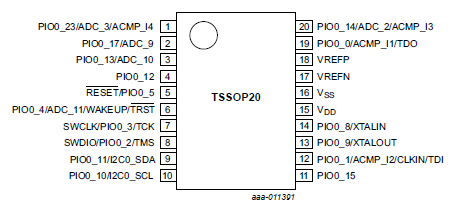 PIO0_23/ADC_3/ACMP_I4 1
PIO0_17/ADC_9 2
PIO0_13/ADC_10 3
PIO0_12 4
RESET/PIO0_5 5
PIO0_4/ADC_11/WAKEUP/TRST 6
SWCLK/PIO0_3/TCK 7
SWDIO/PIO0_2/TMS 8
PIO0_11/I2C0_SDA 9
PIO0_10/I2C0_SCL 10
TSSOP20
20 PIO0_14/ADC_2/ACMP_I3
19 PIO0_0/ACMP_I1/TDO
18 VREFP
17 VREFN
16 VSS
15 VDD
14 PIO0_8/XTALIN
13 PIO0_9/XTALOUT
12 PIO0_1/ACMP_I2/CLKIN/TDI
11 PIO0_15
aaa-011391